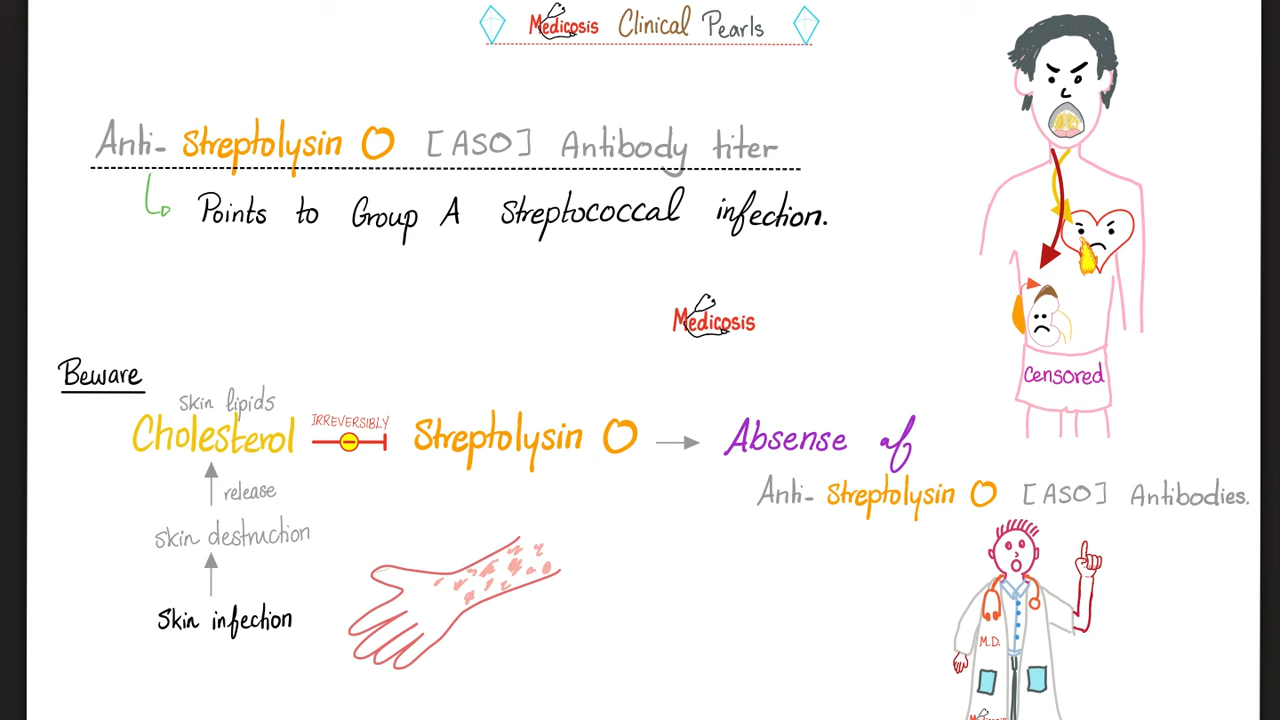 Medicosis Clinical Pearls
Anti- Streptolysin O [ASO] Antibody titer
Points to Group A Streptococcal infection.
Medicosis
Censored
Beware
skin lipids
Cholesterol IRREVERSIBLY Streptolysin O Absense of
Anti- Streptolysin O [ASO] Antibodies.
release
skin destruction
Skin infection
M.D.
Medicosis